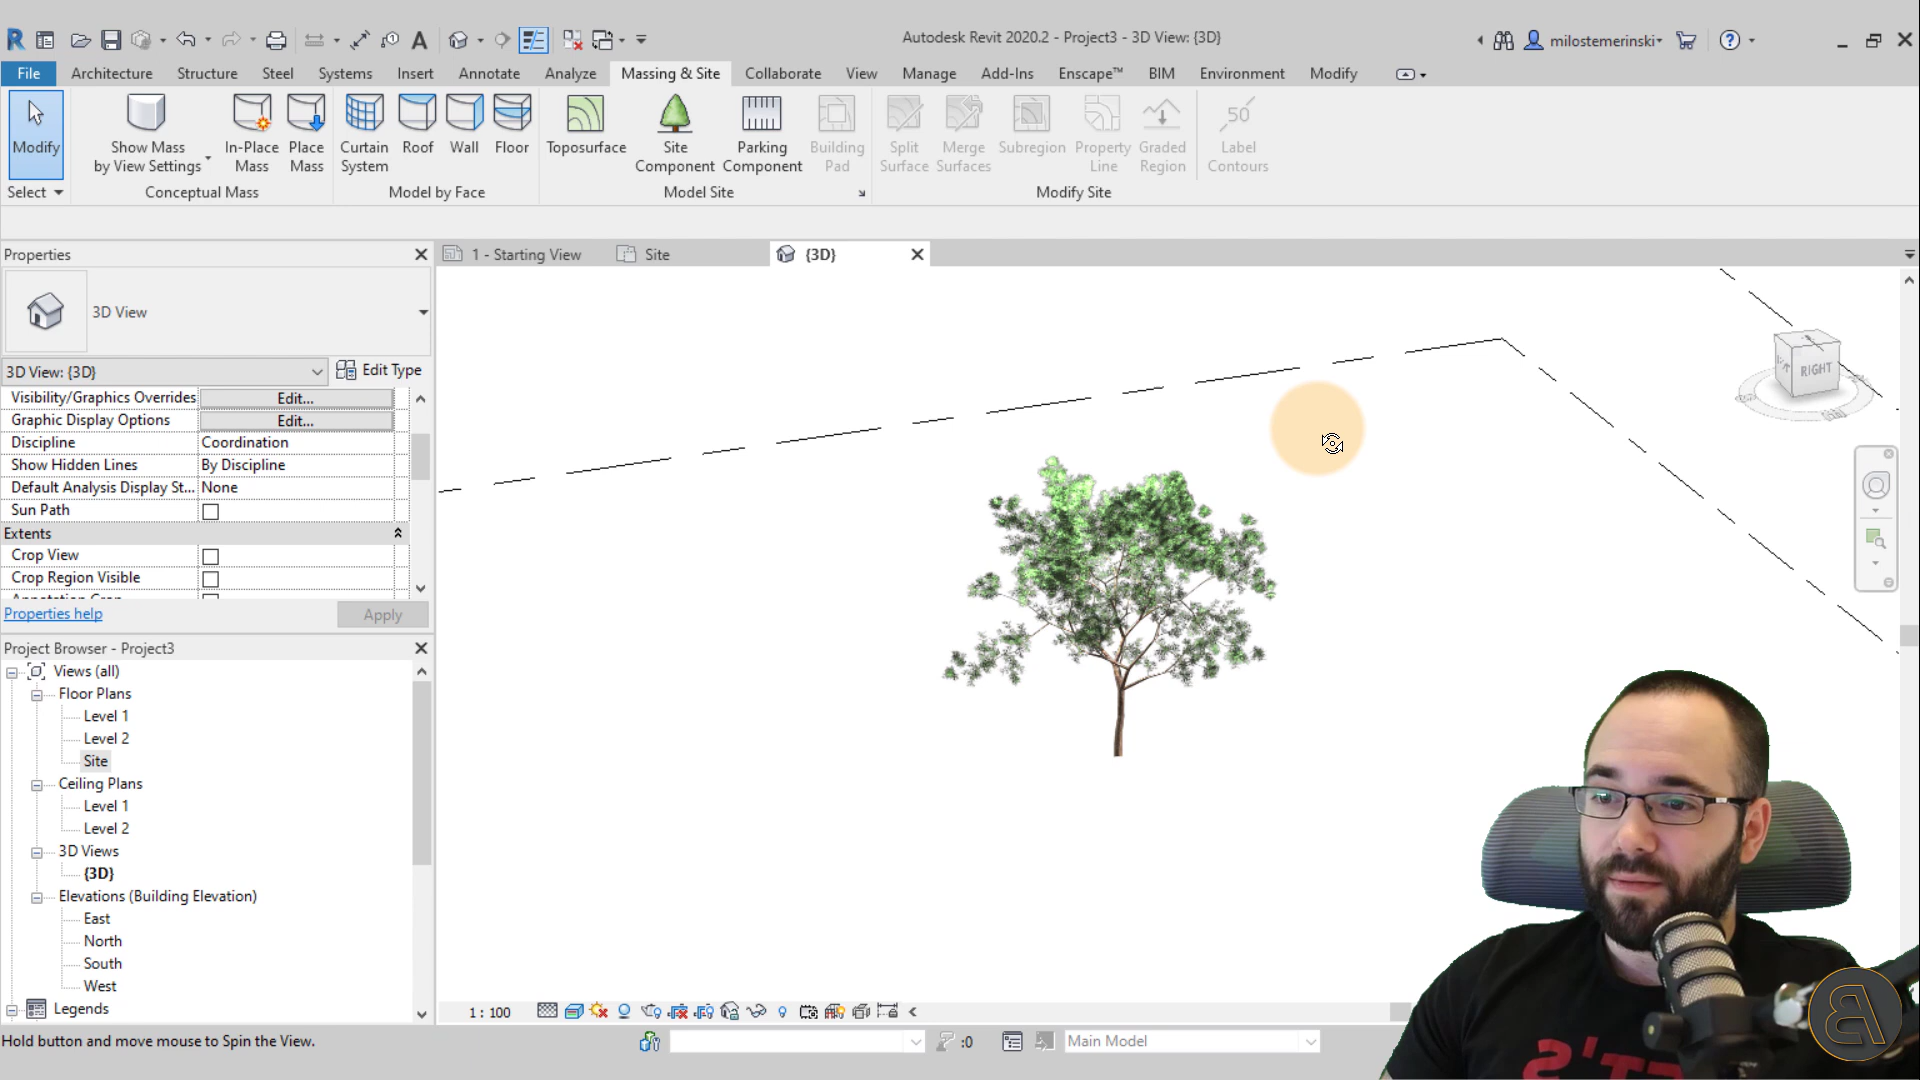 Autodesk Revit 2020.2 - Project3 - 3D View: {3D}
milostemerinski
File Architecture Structure Steel Systems Insert Annotate Analyze Massing & Site Collaborate View Manage Add-Ins Enscape™ BIM Environment Modify
Modify
Show Mass
by View Settings
In-Place
Mass
Place
Mass
Curtain
System
Roof
Wall
Floor
Toposurface
Site
Component
Parking
Component
Building
Pad
Split
Surface
Merge
Surfaces
Subregion
Property
Line
Graded
Region
50
Label
Contours
Select
Conceptual Mass
Model by Face
Model Site
Modify Site
Properties
1 - Starting View
Site
{3D}
3D View
3D View: {3D}
Edit Type
Visibility/Graphics Overrides Edit...
Graphic Display Options Edit...
Discipline Coordination
Show Hidden Lines By Discipline
Default Analysis Display St... None
Sun Path
Extents
Crop View
Crop Region Visible
Properties help
Apply
RIGHT
Project Browser - Project3
Views (all)
Floor Plans
Level 1
Level 2
Site
Ceiling Plans
Level 1
Level 2
3D Views
{3D}
Elevations (Building Elevation)
East
North
South
West
Legends
1 : 100
Hold button and move mouse to Spin the View.
:0
Main Model